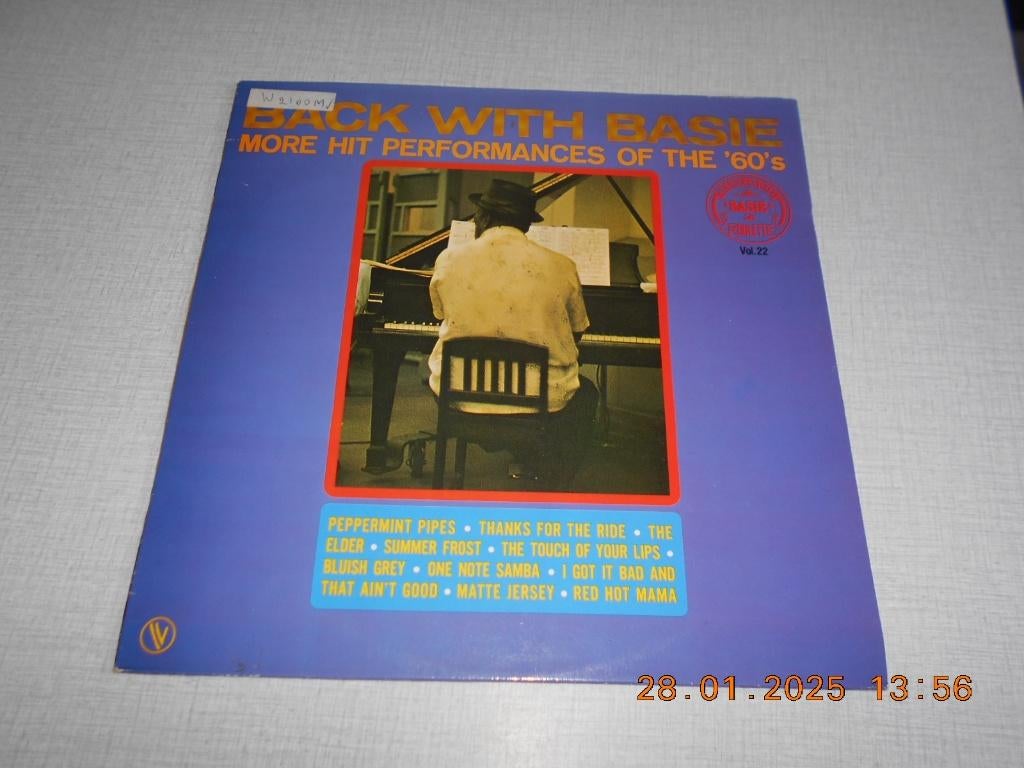 W 2100 M
BACK WITH BASIE
MORE HIT PERFORMANCES OF THE '60's
BASIE
Vol.22
PEPPERMINT PIPES • THANKS FOR THE RIDE • THE
ELDER • SUMMER FROST • THE TOUCH OF YOUR LIPS •
BLUISH GREY • ONE NOTE SAMBA • I GOT IT BAD AND
THAT AIN'T GOOD • MATTE JERSEY • RED HOT MAMA
28.01.2025 13:56